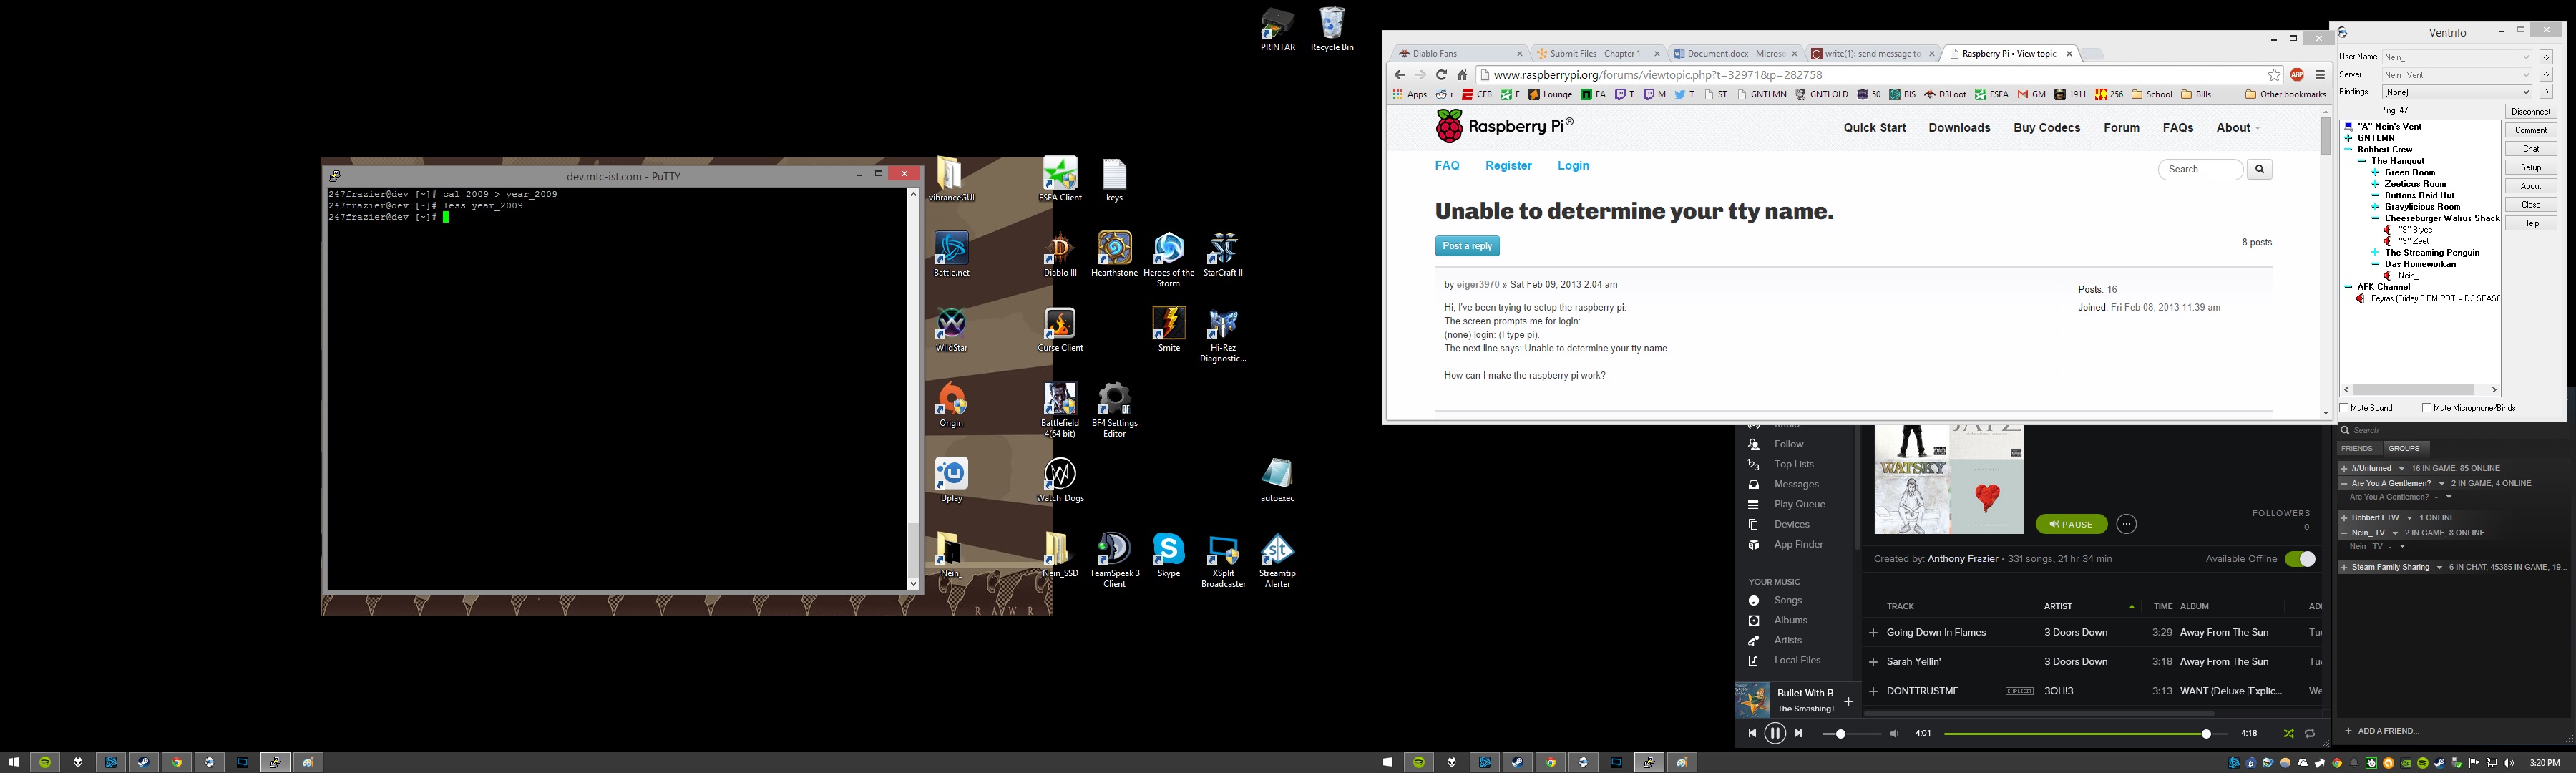 PRINTAR
Recycle Bin
dev.mtc-ist.com - PuTTY
247frazier@dev [~]# cal 2009 > year_2009
247frazier@dev [~]# less year_2009
247frazier@dev [~]#
vibranceGUI
ESEA Client
keys
Battle.net
Diablo III
Hearthstone
Heroes of the
Storm
StarCraft II
WildStar
Curse Client
Smite
Hi-Rez
Diagnostic...
Origin
Battlefield
4(64 bit)
BF4 Settings
Editor
Uplay
Watch_Dogs
autoexec
Nein_
Nein_SSD
TeamSpeak 3
Client
Skype
XSplit
Broadcaster
Streamtip
Alerter
R A W R
Diablo Fans
Submit Files - Chapter 1 -
Document.docx - Microso
write(1): send message to
Raspberry Pi • View topic
www.raspberrypi.org/forums/viewtopic.php?t=32971&p=282758
Apps r CFB E Lounge FA T M T ST GNTLMN GNTLOLD 50 BIS D3Loot ESEA GM 1911 256 School Bills Other bookmarks
Raspberry Pi®
Quick Start Downloads Buy Codecs Forum FAQs About
FAQ Register Login
Search...
Unable to determine your tty name.
Post a reply
8 posts
by eiger3970 » Sat Feb 09, 2013 2:04 am
Posts: 16
Joined: Fri Feb 08, 2013 11:39 am
Hi, I've been trying to setup the raspberry pi.
The screen prompts me for login:
(none) login: (I type pi).
The next line says: Unable to determine your tty name.
How can I make the raspberry pi work?
Ventrilo
User Name Nein_
Server Nein_ Vent
Bindings (None)
Ping: 47
Disconnect
Comment
Chat
Setup
About
Close
Help
"A" Nein's Vent
GNTLMN
Bobbert Crew
The Hangout
Green Room
Zeeticus Room
Buttons Raid Hut
Gravylicious Room
Cheeseburger Walrus Shack
"S" Bryce
"S" Zeet
The Streaming Penguin
Das Homeworkan
Nein_
AFK Channel
Feyras (Friday 6 PM PDT = D3 SEASO
Mute Sound
Mute Microphone/Binds
Follow
Top Lists
Messages
Play Queue
Devices
App Finder
YOUR MUSIC
Songs
Albums
Artists
Local Files
WATSKY
PAUSE
FOLLOWERS
0
Created by: Anthony Frazier • 331 songs, 21 hr 34 min
Available Offline
TRACK ARTIST TIME ALBUM
Going Down In Flames 3 Doors Down 3:29 Away From The Sun Tu
Sarah Yellin' 3 Doors Down 3:18 Away From The Sun Tu
DONTTRUSTME EXPLICIT 3OH!3 3:13 WANT (Deluxe [Explic... We
Bullet With B
The Smashing
4:01
4:18
Search
FRIENDS GROUPS
/r/Unturned 16 IN GAME, 85 ONLINE
Are You A Gentlemen? 2 IN GAME, 4 ONLINE
Are You A Gentlemen? -
Bobbert FTW 1 ONLINE
Nein_ TV 2 IN GAME, 8 ONLINE
Nein_ TV -
Steam Family Sharing 6 IN CHAT, 45385 IN GAME, 19...
+ ADD A FRIEND...
3:20 PM